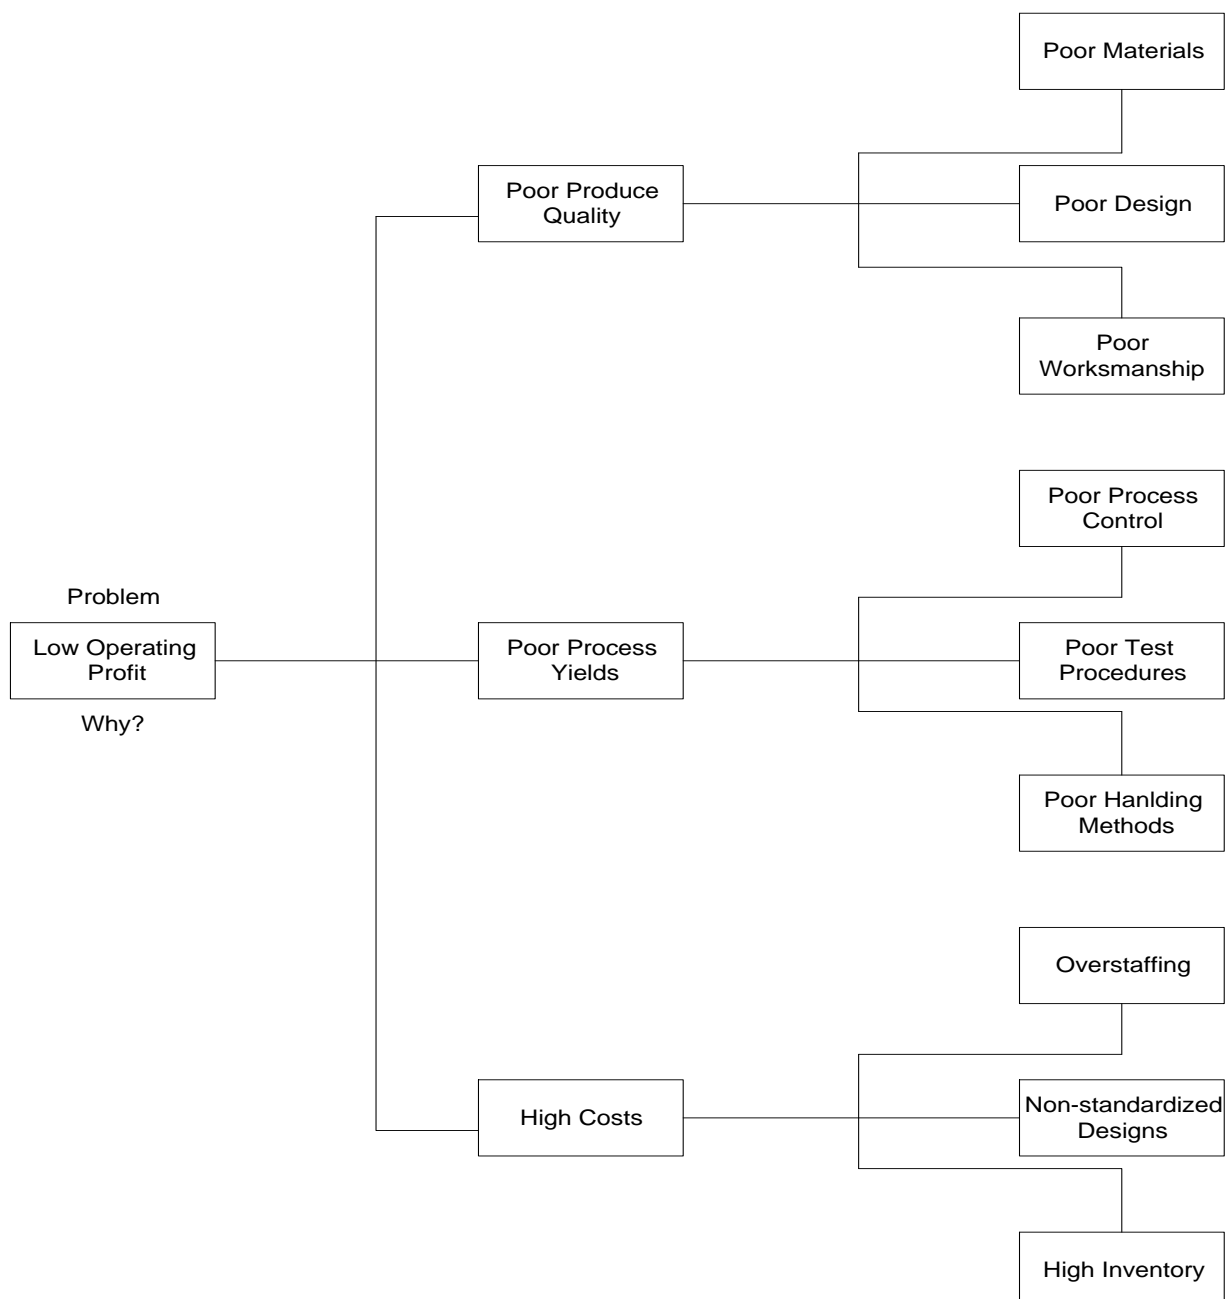 Poor Materials
Poor Produce
Quality
Poor Design
Poor
Worksmanship
Poor Process
Control
Problem
Low Operating
Profit
Why?
Poor Process
Yields
Poor Test
Procedures
Poor Hanlding
Methods
Overstaffing
High Costs
Non-standardized
Designs
High Inventory